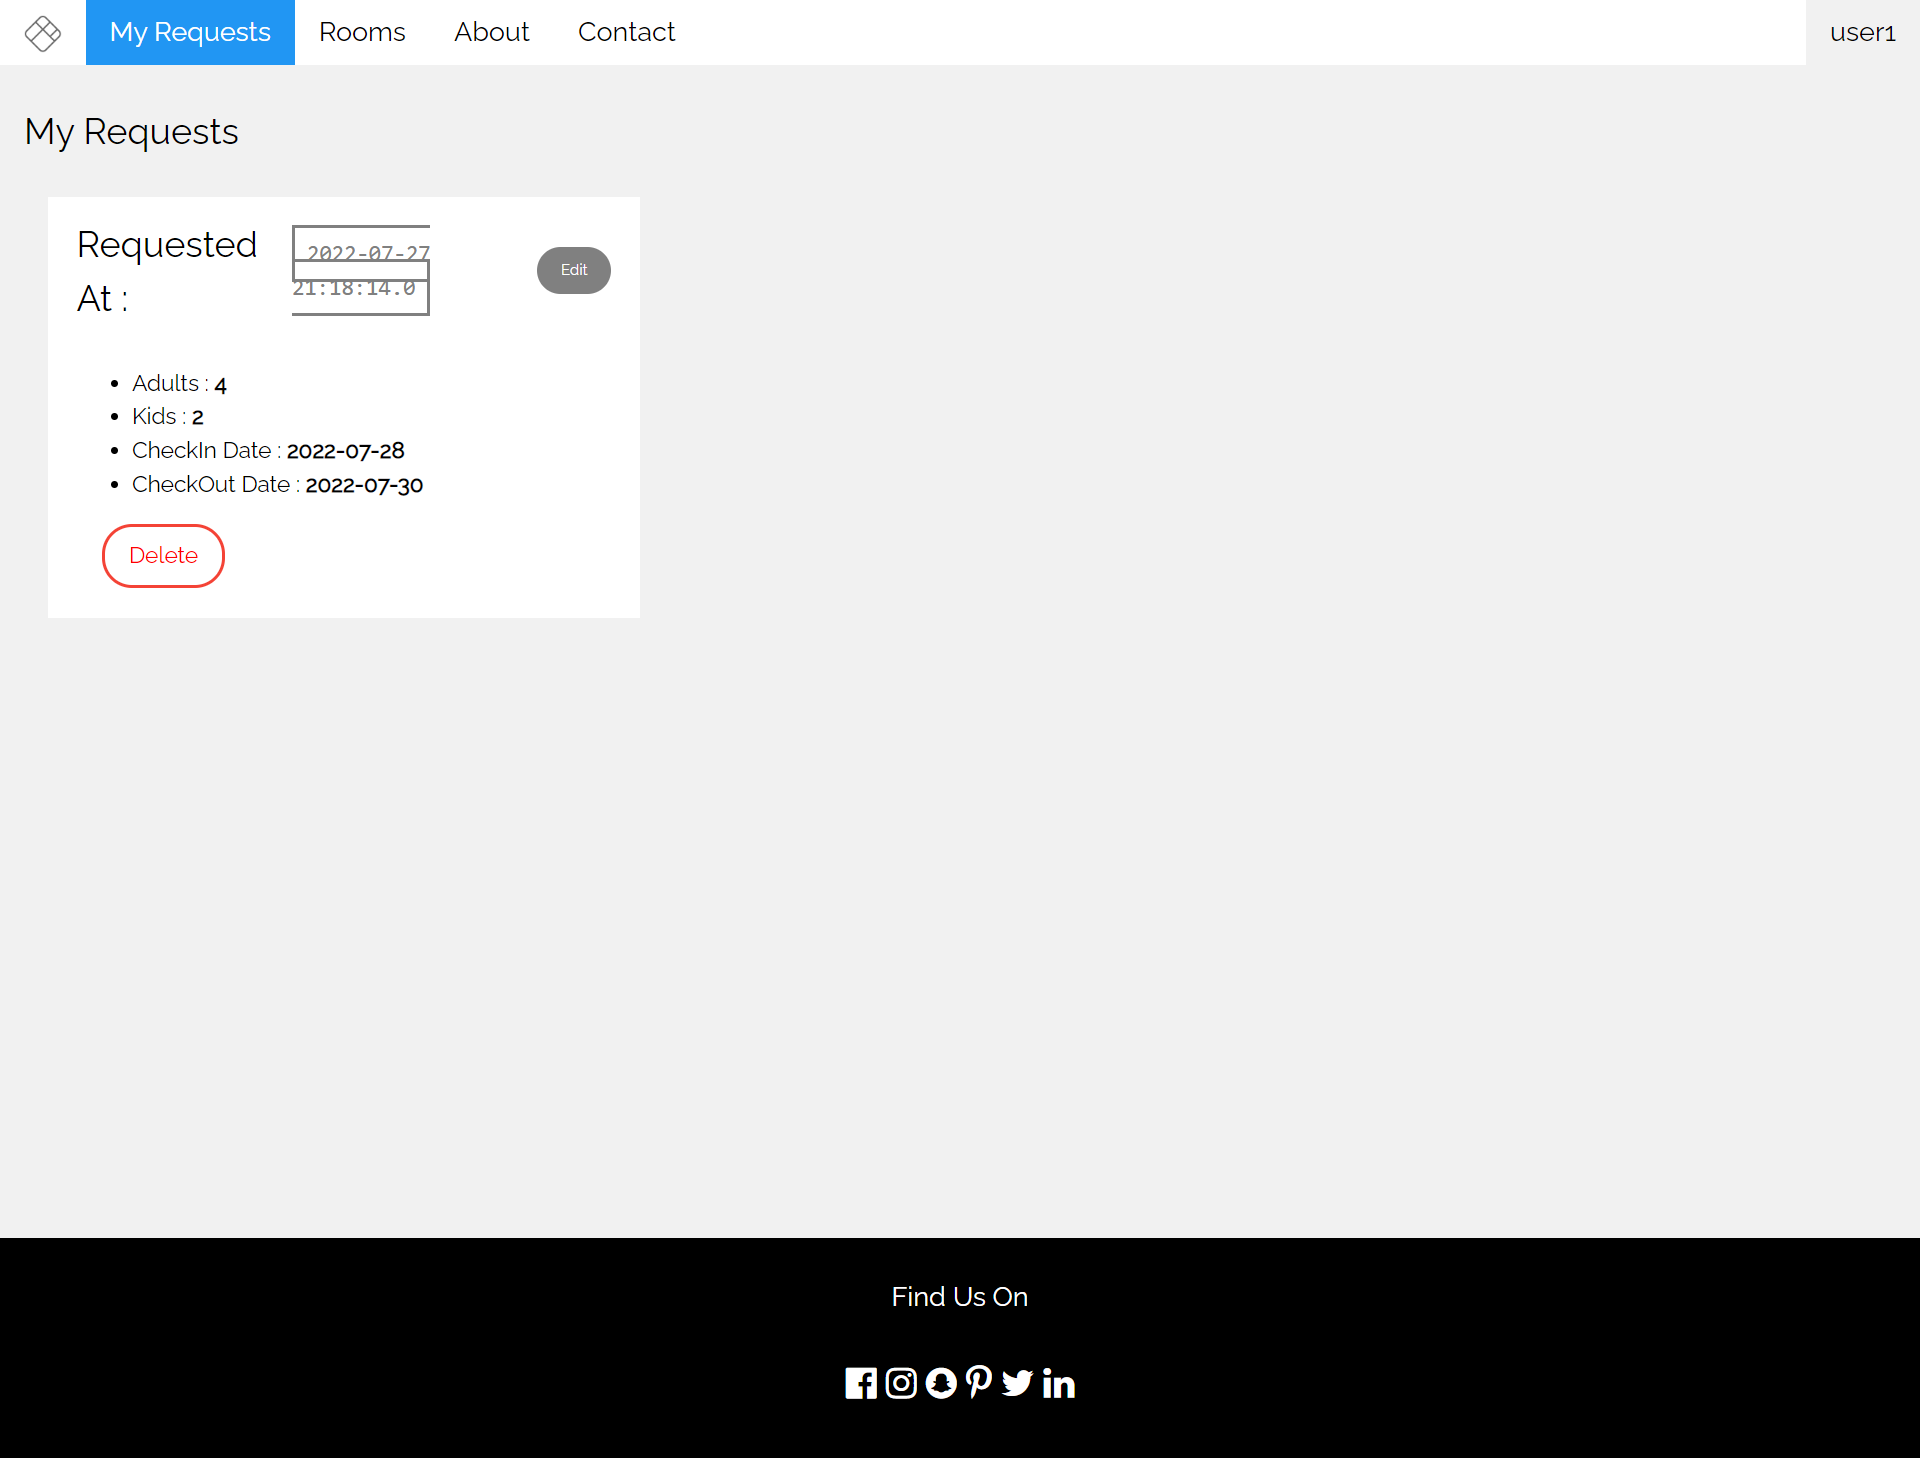 My Requests Rooms About Contact user1
My Requests
Requested
At :
2022-07-27
21:18:14.0
Edit
Adults : 4
Kids : 2
CheckIn Date : 2022-07-28
CheckOut Date : 2022-07-30
Delete
Find Us On